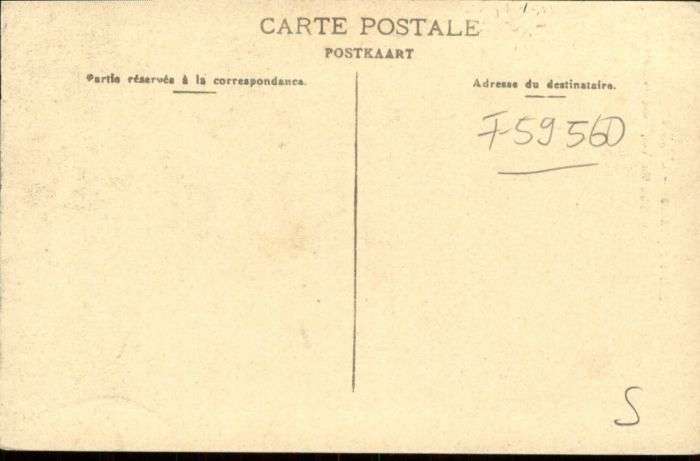 CARTE POSTALE
POSTKAART
Partie réservée à la correspondance.
Adresse du destinataire.
F59560
S